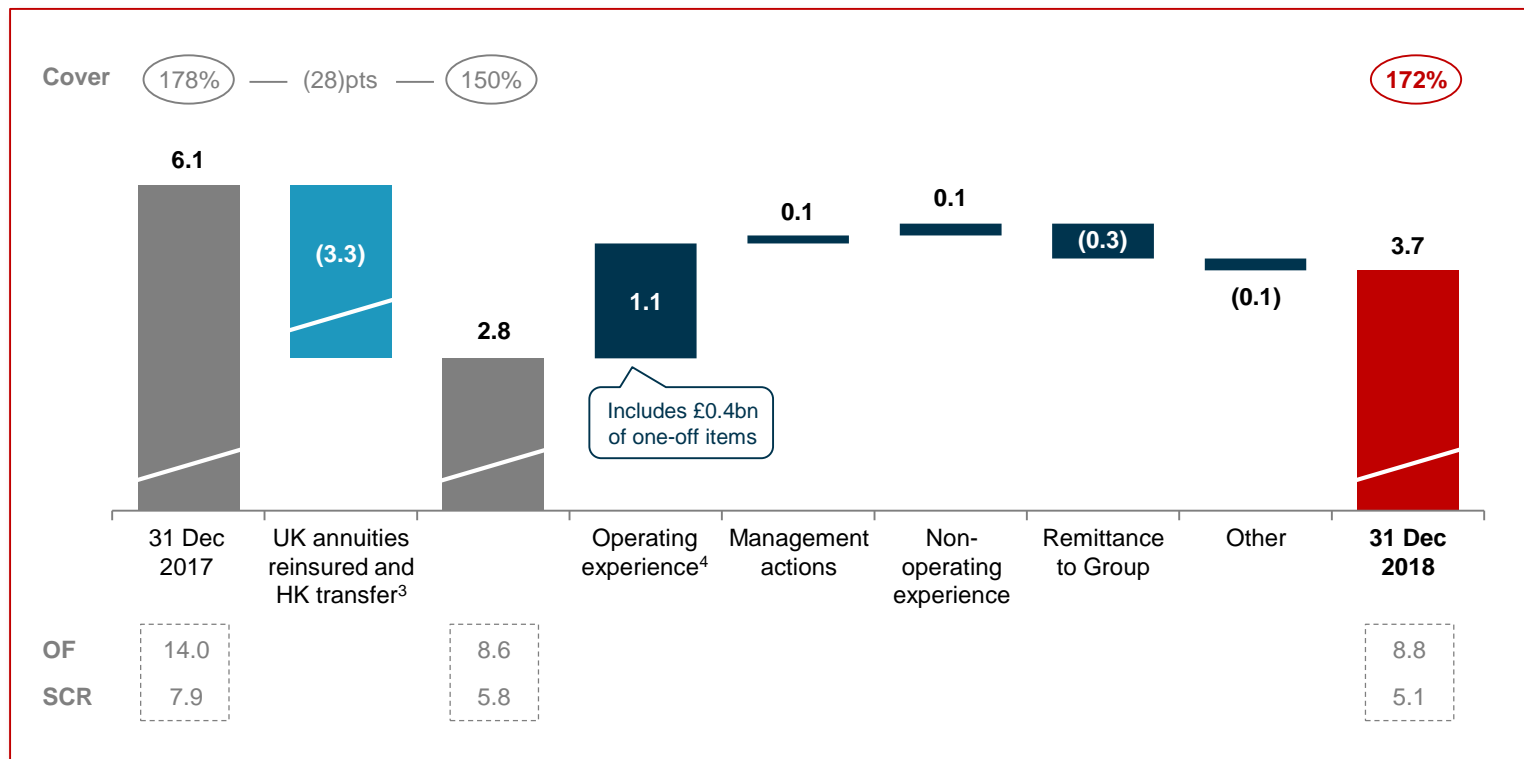 Cover 178% (28)pts 150% 172%
6.1
(3.3)
2.8
1.1
Includes £0.4bn
of one-off items
0.1
0.1
(0.3)
(0.1)
3.7
31 Dec
2017
UK annuities
reinsured and
HK transfer³
Operating
experience⁴
Management
actions
Non-
operating
experience
Remittance
to Group
Other
31 Dec
2018
OF 14.0 8.6 8.8
SCR 7.9 5.8 5.1